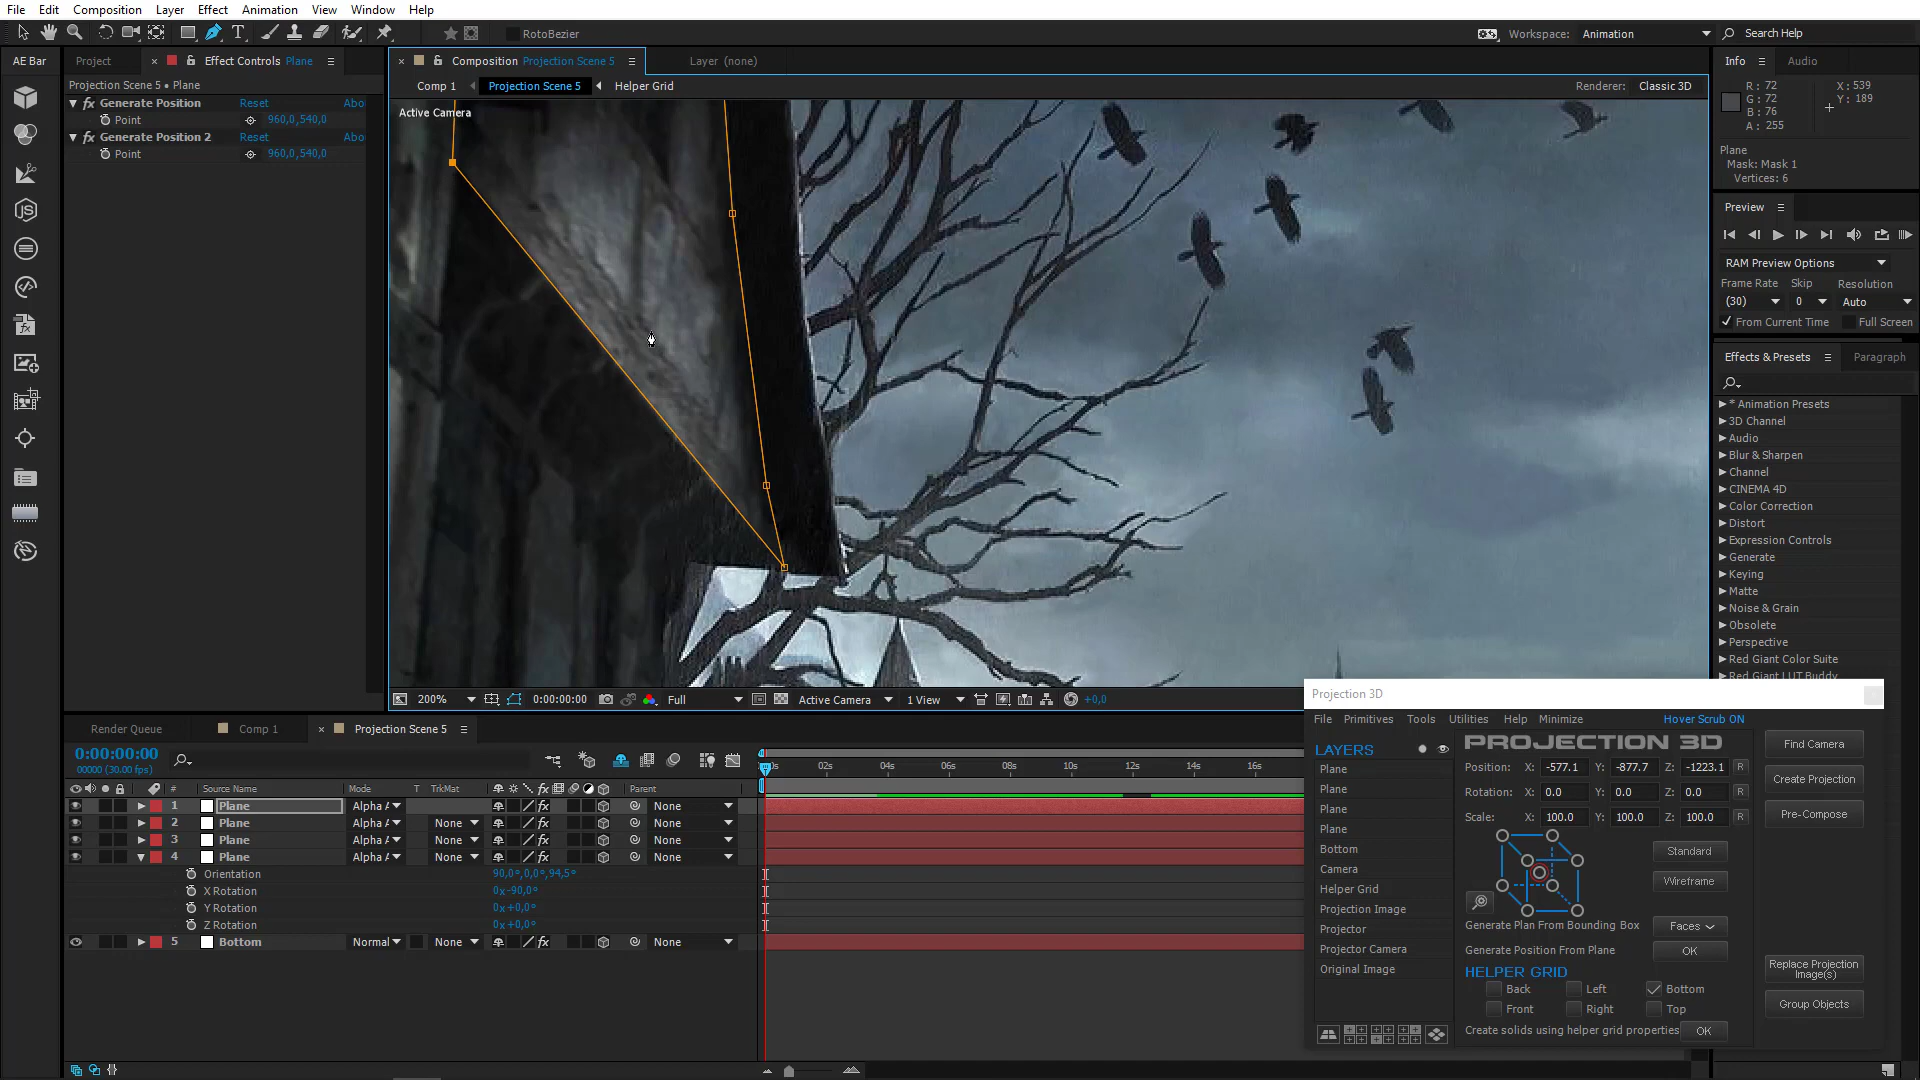 File Edit Composition Layer Effect Animation View Window Help
RotoBezier
Workspace: Animation
Search Help
AE Bar
Project
Effect Controls Plane
Composition Projection Scene 5
Layer (none)
Info
Audio
Projection Scene 5 • Plane
Comp 1
Projection Scene 5
Helper Grid
Renderer: Classic 3D
R: 72
G: 72
B: 76
A: 255
X: 539
Y: 189
fx Generate Position Reset Abo
Point 960,0,540,0
fx Generate Position 2 Reset Abo
Point 960,0,540,0
Active Camera
Plane
Mask: Mask 1
Vertices: 6
Preview
RAM Preview Options
Frame Rate Skip Resolution
(30) 0 Auto
From Current Time Full Screen
Effects & Presets
Paragraph
* Animation Presets
3D Channel
Audio
Blur & Sharpen
Channel
CINEMA 4D
Color Correction
Distort
Expression Controls
Generate
Keying
Matte
Noise & Grain
Obsolete
Perspective
Red Giant Color Suite
Red Giant LUT Buddy
200%
0:00:00:00
Full
Active Camera
1 View
+0,0
Render Queue
Comp 1
Projection Scene 5
0:00:00:00
00000 (30.00 fps)
# Source Name Mode T TrkMat Parent
1 Plane Alpha A None
2 Plane Alpha A None None
3 Plane Alpha A None None
4 Plane Alpha A None None
Orientation 90,0°,0,0°,94,5°
X Rotation 0x-90,0°
Y Rotation 0x+0,0°
Z Rotation 0x+0,0°
5 Bottom Normal None None
02s 04s 06s 08s 10s 12s 14s 16s
Projection 3D
File Primitives Tools Utilities Help Minimize
Hover Scrub ON
LAYERS
Plane
Plane
Plane
Plane
Bottom
Camera
Helper Grid
Projection Image
Projector
Projector Camera
Original Image
PROJECTION 3D
Position: X: -577.1 Y: -877.7 Z: -1223.1 R
Rotation: X: 0.0 Y: 0.0 Z: 0.0 R
Scale: X: 100.0 Y: 100.0 Z: 100.0 R
Standard
Wireframe
Generate Plan From Bounding Box Faces
Generate Position From Plane OK
HELPER GRID
Back Left Bottom
Front Right Top
Create solids using helper grid properties OK
Find Camera
Create Projection
Pre-Compose
Replace Projection
Image(s)
Group Objects